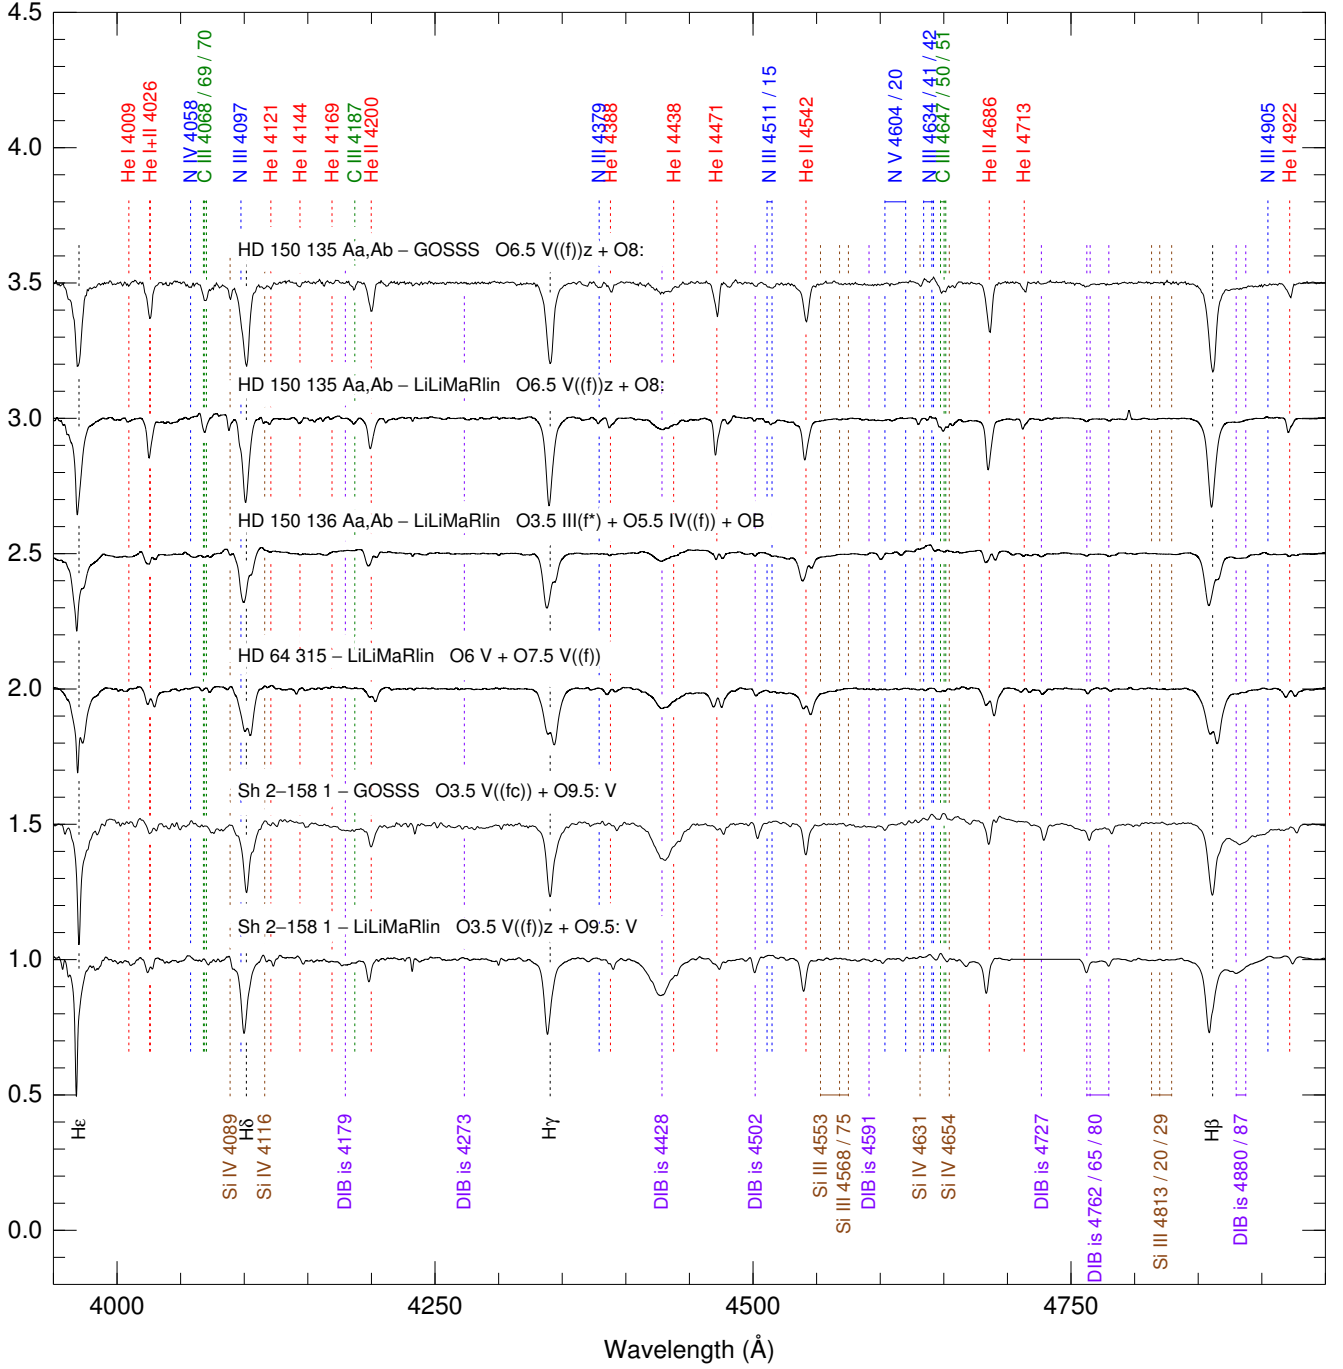 4.5
4.0
3.5
3.0
2.5
2.0
1.5
1.0
0.5
0.0
He I 4009
He I+II 4026
N IV 4058
C III 4068 / 69 / 70
N III 4097
He I 4121
He I 4144
He I 4169
C III 4187
He II 4200
N III 4379
He I 4388
He I 4438
He I 4471
N III 4511 / 15
He II 4542
N V 4604 / 20
N III 4634 / 41 / 42
C III 4647 / 50 / 51
He II 4686
He I 4713
N III 4905
He I 4922
HD 150 135 Aa,Ab – GOSSS O6.5 V((f))z + O8:
HD 150 135 Aa,Ab – LiLiMaRlin O6.5 V((f))z + O8:
HD 150 136 Aa,Ab – LiLiMaRlin O3.5 III(f*) + O5.5 IV((f)) + OB
HD 64 315 – LiLiMaRlin O6 V + O7.5 V((f))
Sh 2–158 1 – GOSSS O3.5 V((fc)) + O9.5: V
Sh 2–158 1 – LiLiMaRlin O3.5 V((f))z + O9.5: V
Hε
Si IV 4089
Hδ
Si IV 4116
DIB is 4179
DIB is 4273
Hγ
DIB is 4428
DIB is 4502
Si III 4553
Si III 4568 / 75
DIB is 4591
Si IV 4631
Si IV 4654
DIB is 4727
DIB is 4762 / 65 / 80
Si III 4813 / 20 / 29
Hβ
DIB is 4880 / 87
4000
4250
4500
4750
Wavelength (Å)